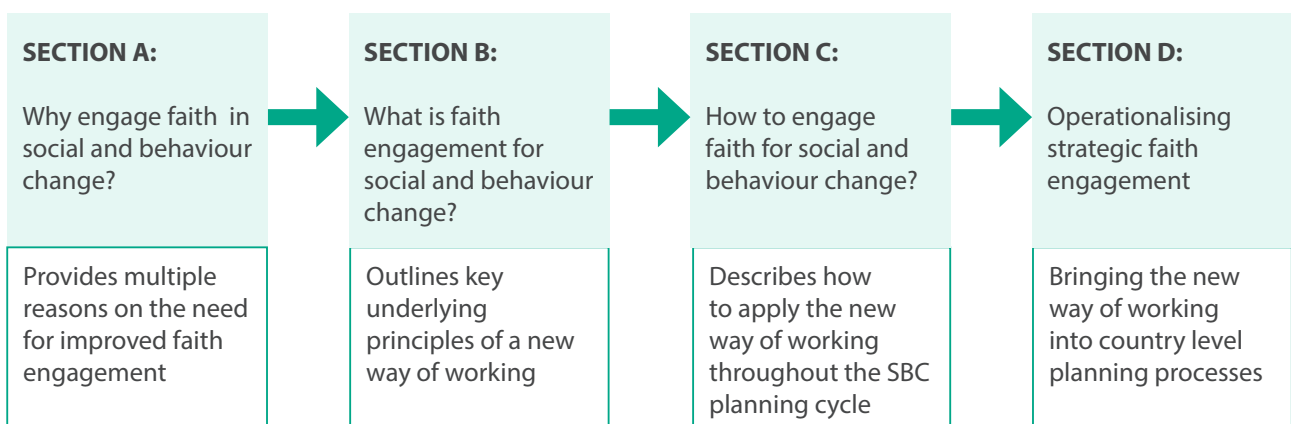 SECTION A:
Why engage faith in
social and behaviour
change?
Provides multiple
reasons on the need
for improved faith
engagement
SECTION B:
What is faith
engagement for
social and behaviour
change?
Outlines key
underlying
principles of a new
way of working
SECTION C:
How to engage
faith for social and
behaviour change?
Describes how
to apply the new
way of working
throughout the SBC
planning cycle
SECTION D:
Operationalising
strategic faith
engagement
Bringing the new
way of working
into country level
planning processes